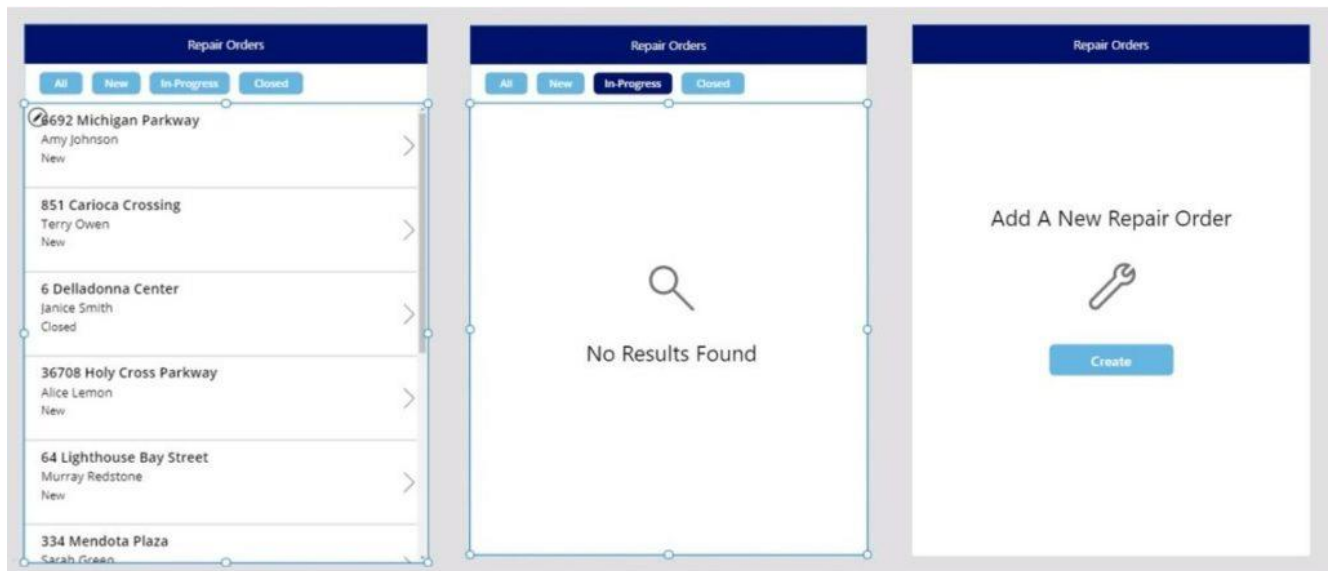 Repair Orders
All New In-Progress Closed
6692 Michigan Parkway
Amy Johnson
New
851 Carioca Crossing
Terry Owen
New
6 Delladonna Center
Janice Smith
Closed
36708 Holy Cross Parkway
Alice Lemon
New
64 Lighthouse Bay Street
Murray Redstone
New
334 Mendota Plaza
Sarah Green
Repair Orders
All New In-Progress Closed
No Results Found
Repair Orders
Add A New Repair Order
Create